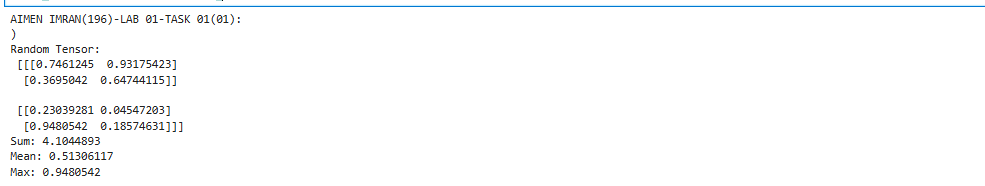 AIMEN IMRAN(196)-LAB 01-TASK 01(01):
)
Random Tensor:
 [[[0.7461245  0.93175423]
  [0.3695042  0.64744115]]

 [[0.23039281 0.04547203]
  [0.9480542  0.18574631]]]
Sum: 4.1044893
Mean: 0.51306117
Max: 0.9480542